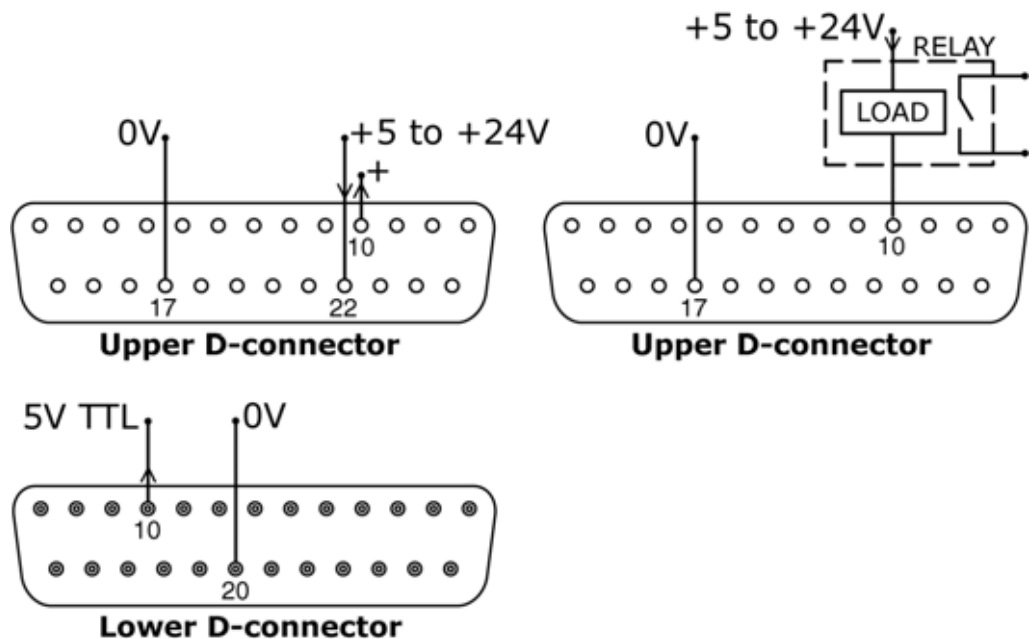 +5 to +24V
RELAY
LOAD
0V
+5 to +24V
+
0V
10
17
22
10
17
Upper D-connector
Upper D-connector
5V TTL
0V
10
20
Lower D-connector